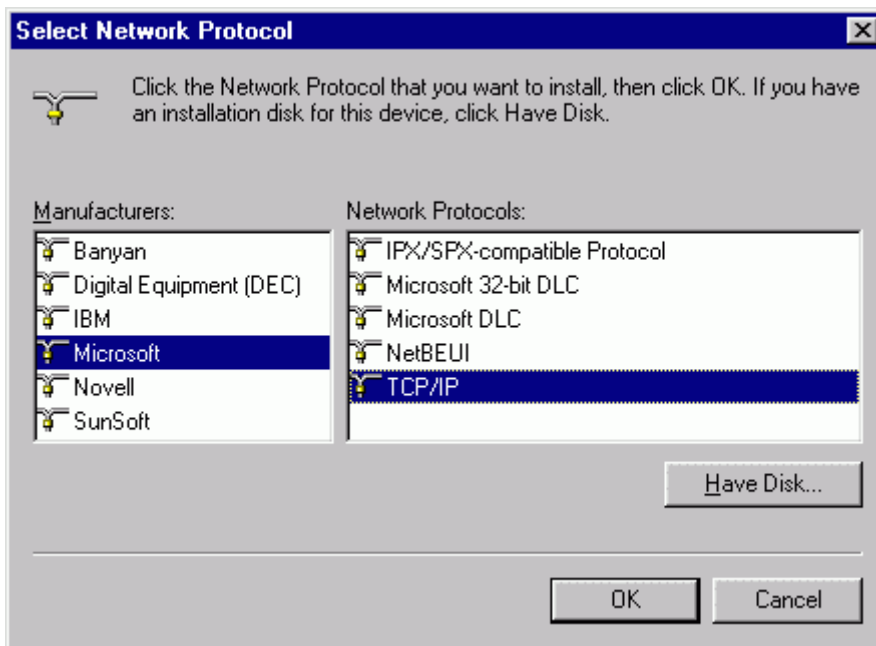 Select Network Protocol
Click the Network Protocol that you want to install, then click OK. If you have
an installation disk for this device, click Have Disk.
Manufacturers:
Banyan
Digital Equipment (DEC)
IBM
Microsoft
Novell
SunSoft
Network Protocols:
IPX/SPX-compatible Protocol
Microsoft 32-bit DLC
Microsoft DLC
NetBEUI
TCP/IP
Have Disk...
OK
Cancel